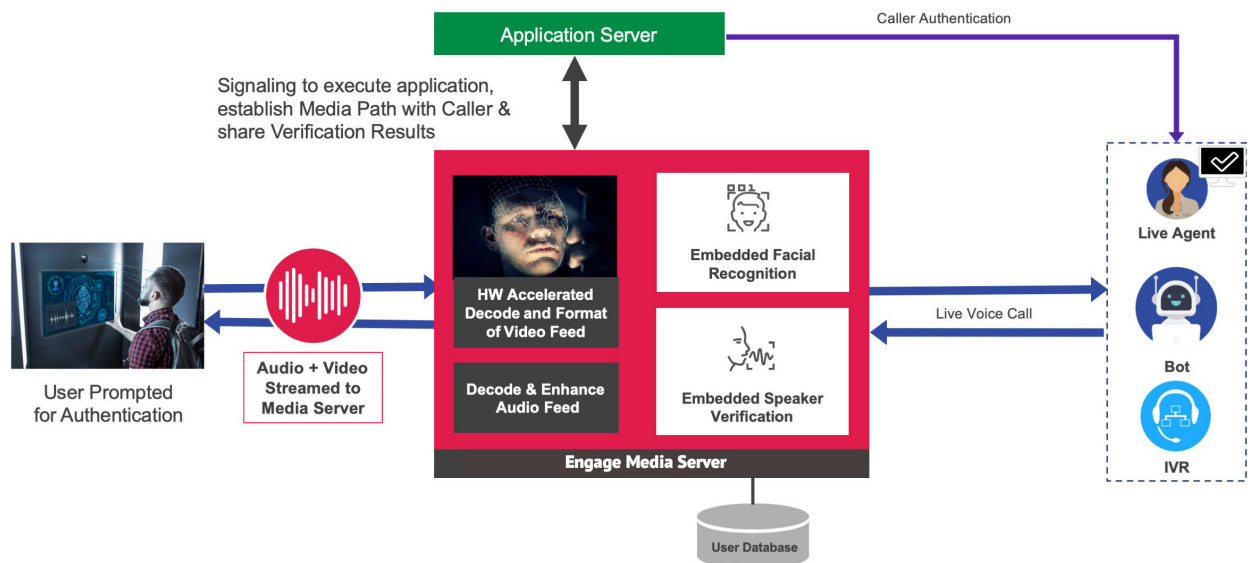 Caller Authentication
Application Server
Signaling to execute application,
establish Media Path with Caller &
share Verification Results
User Prompted
for Authentication
Audio + Video
Streamed to
Media Server
HW Accelerated
Decode and Format
of Video Feed
Decode & Enhance
Audio Feed
001
Embedded Facial
Recognition
Embedded Speaker
Verification
Engage Media Server
User Database
Live Voice Call
Live Agent
Bot
IVR